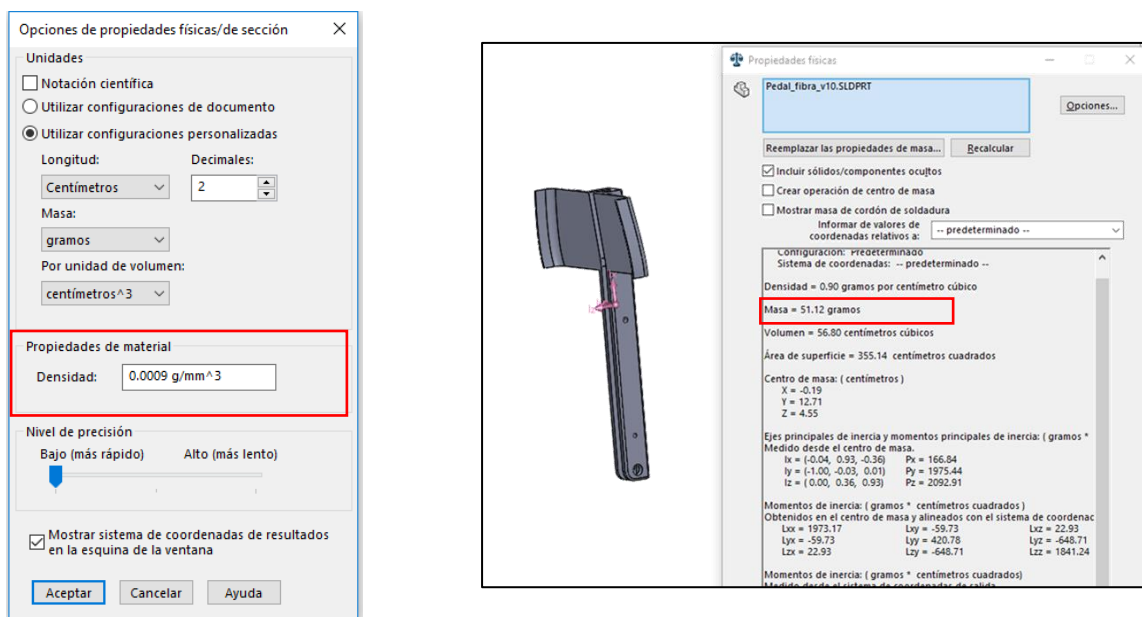 Opciones de propiedades físicas/de sección
Unidades
Notación científica
Utilizar configuraciones de documento
Utilizar configuraciones personalizadas
Longitud: Decimales:
Centímetros 2
Masa:
gramos
Por unidad de volumen:
centímetros^3
Propiedades de material
Densidad: 0.0009 g/mm^3
Nivel de precisión
Bajo (más rápido) Alto (más lento)
Mostrar sistema de coordenadas de resultados
en la esquina de la ventana
Aceptar Cancelar Ayuda
Propiedades físicas
Pedal_fibra_v10.SLDPRT
Opciones...
Reemplazar las propiedades de masa... Recalcular
Incluir sólidos/componentes ocultos
Crear operación de centro de masa
Mostrar masa de cordón de soldadura
Informar de valores de
coordenadas relativos a: -- predeterminado --
Configuración: Predeterminado
Sistema de coordenadas: -- predeterminado --
Densidad = 0.90 gramos por centímetro cúbico
Masa = 51.12 gramos
Volumen = 56.80 centímetros cúbicos
Área de superficie = 355.14 centímetros cuadrados
Centro de masa: ( centímetros )
X = -0.19
Y = 12.71
Z = 4.55
Ejes principales de inercia y momentos principales de inercia: ( gramos *
Medido desde el centro de masa.
Ix = (-0.04, 0.93, -0.36) Px = 166.84
Iy = (-1.00, -0.03, 0.01) Py = 1975.44
Iz = ( 0.00, 0.36, 0.93) Pz = 2092.91
Momentos de inercia: ( gramos * centímetros cuadrados )
Obtenidos en el centro de masa y alineados con el sistema de coordenac
Lxx = 1973.17 Lxy = -59.73 Lxz = 22.93
Lyx = -59.73 Lyy = 420.78 Lyz = -648.71
Lzx = 22.93 Lzy = -648.71 Lzz = 1841.24
Momentos de inercia: ( gramos * centímetros cuadrados)
Medido desde el sistema de coordenadas de salida